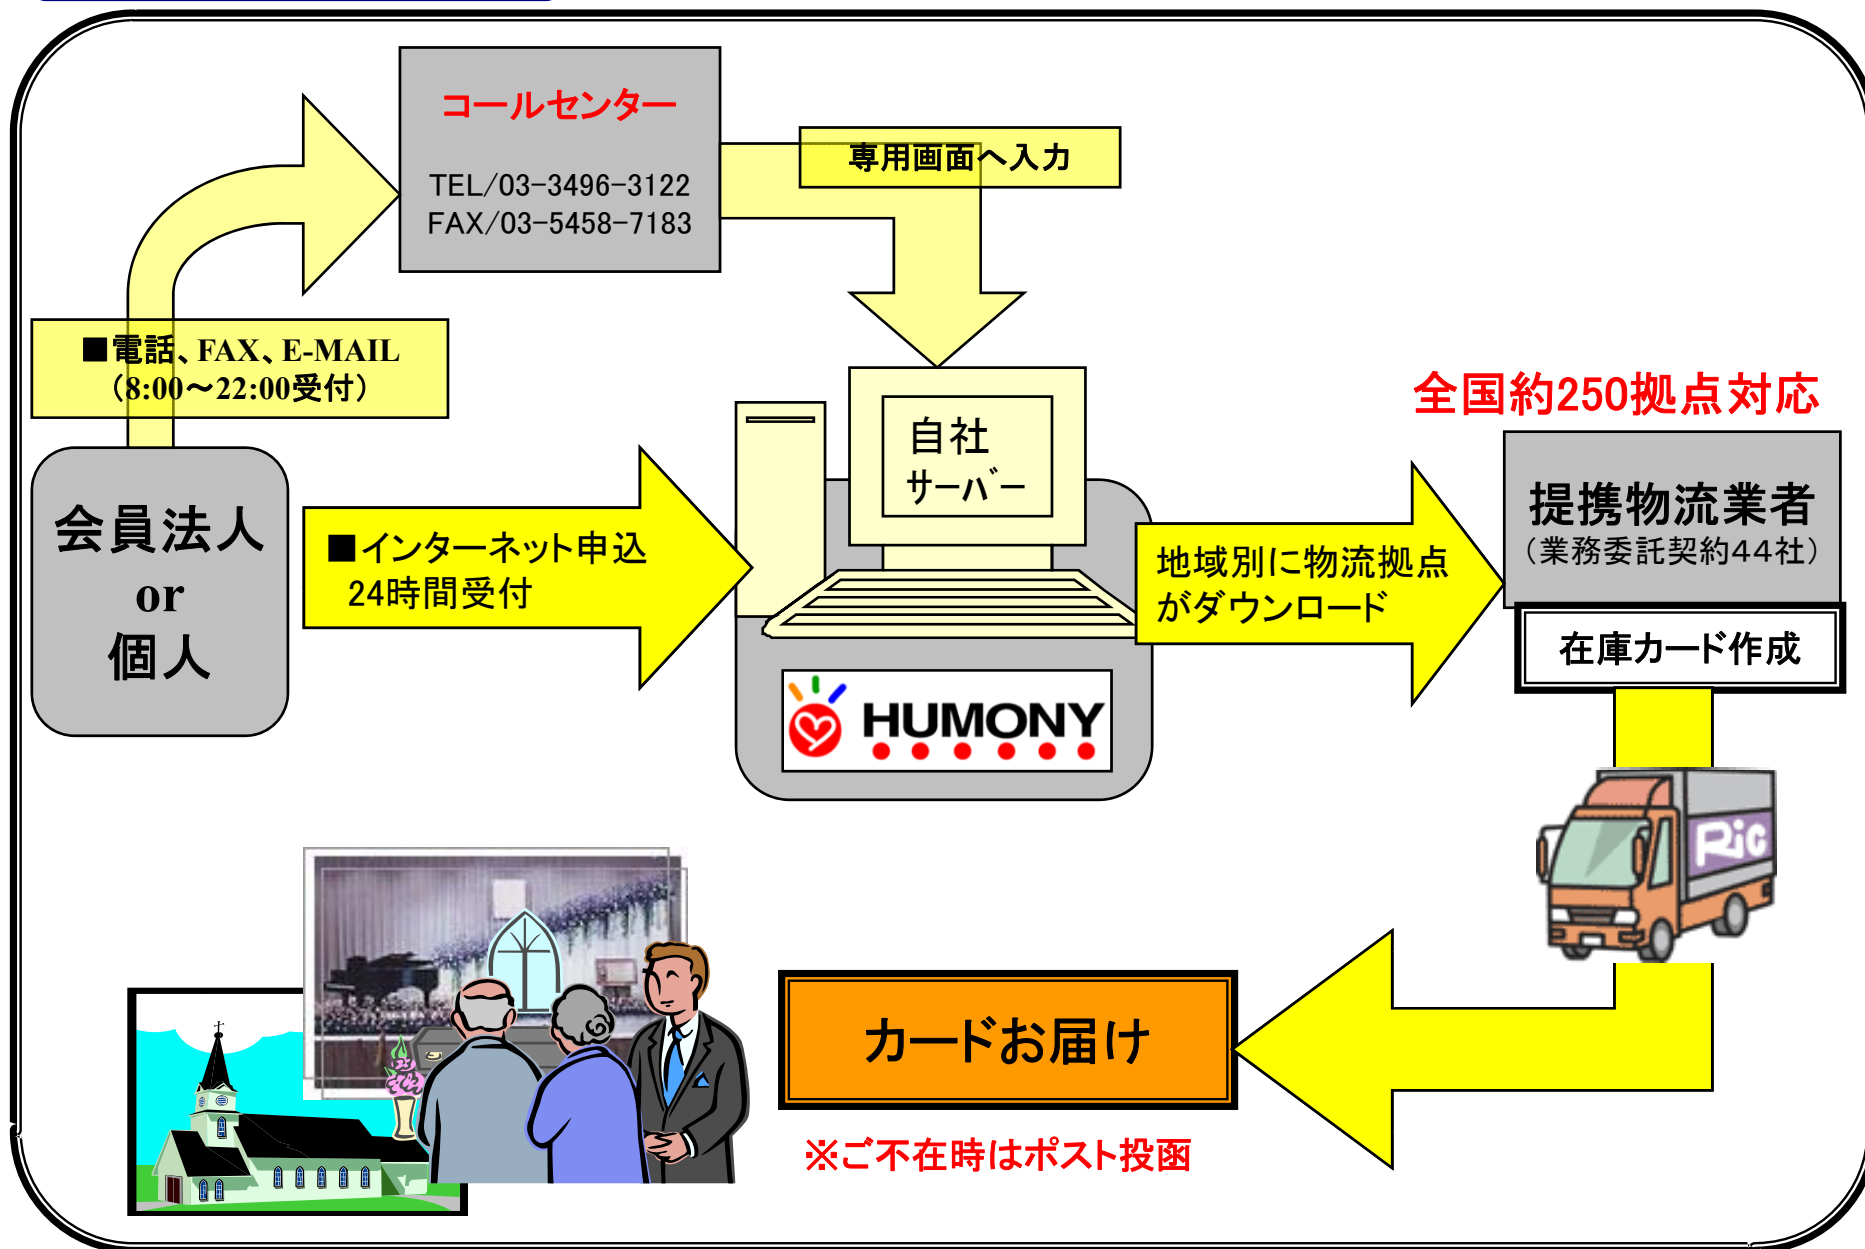 コールセンター
TEL/03-3496-3122
FAX/03-5458-7183
専用画面へ入力
■電話、FAX、E-MAIL
（8:00～22:00受付）
会員法人
or
個人
■インターネット申込
24時間受付
自社
サーバー
HUMONY
地域別に物流拠点
がダウンロード
全国約250拠点対応
提携物流業者
（業務委託契約44社）
在庫カード作成
Ric
カードお届け
※ご不在時はポスト投函